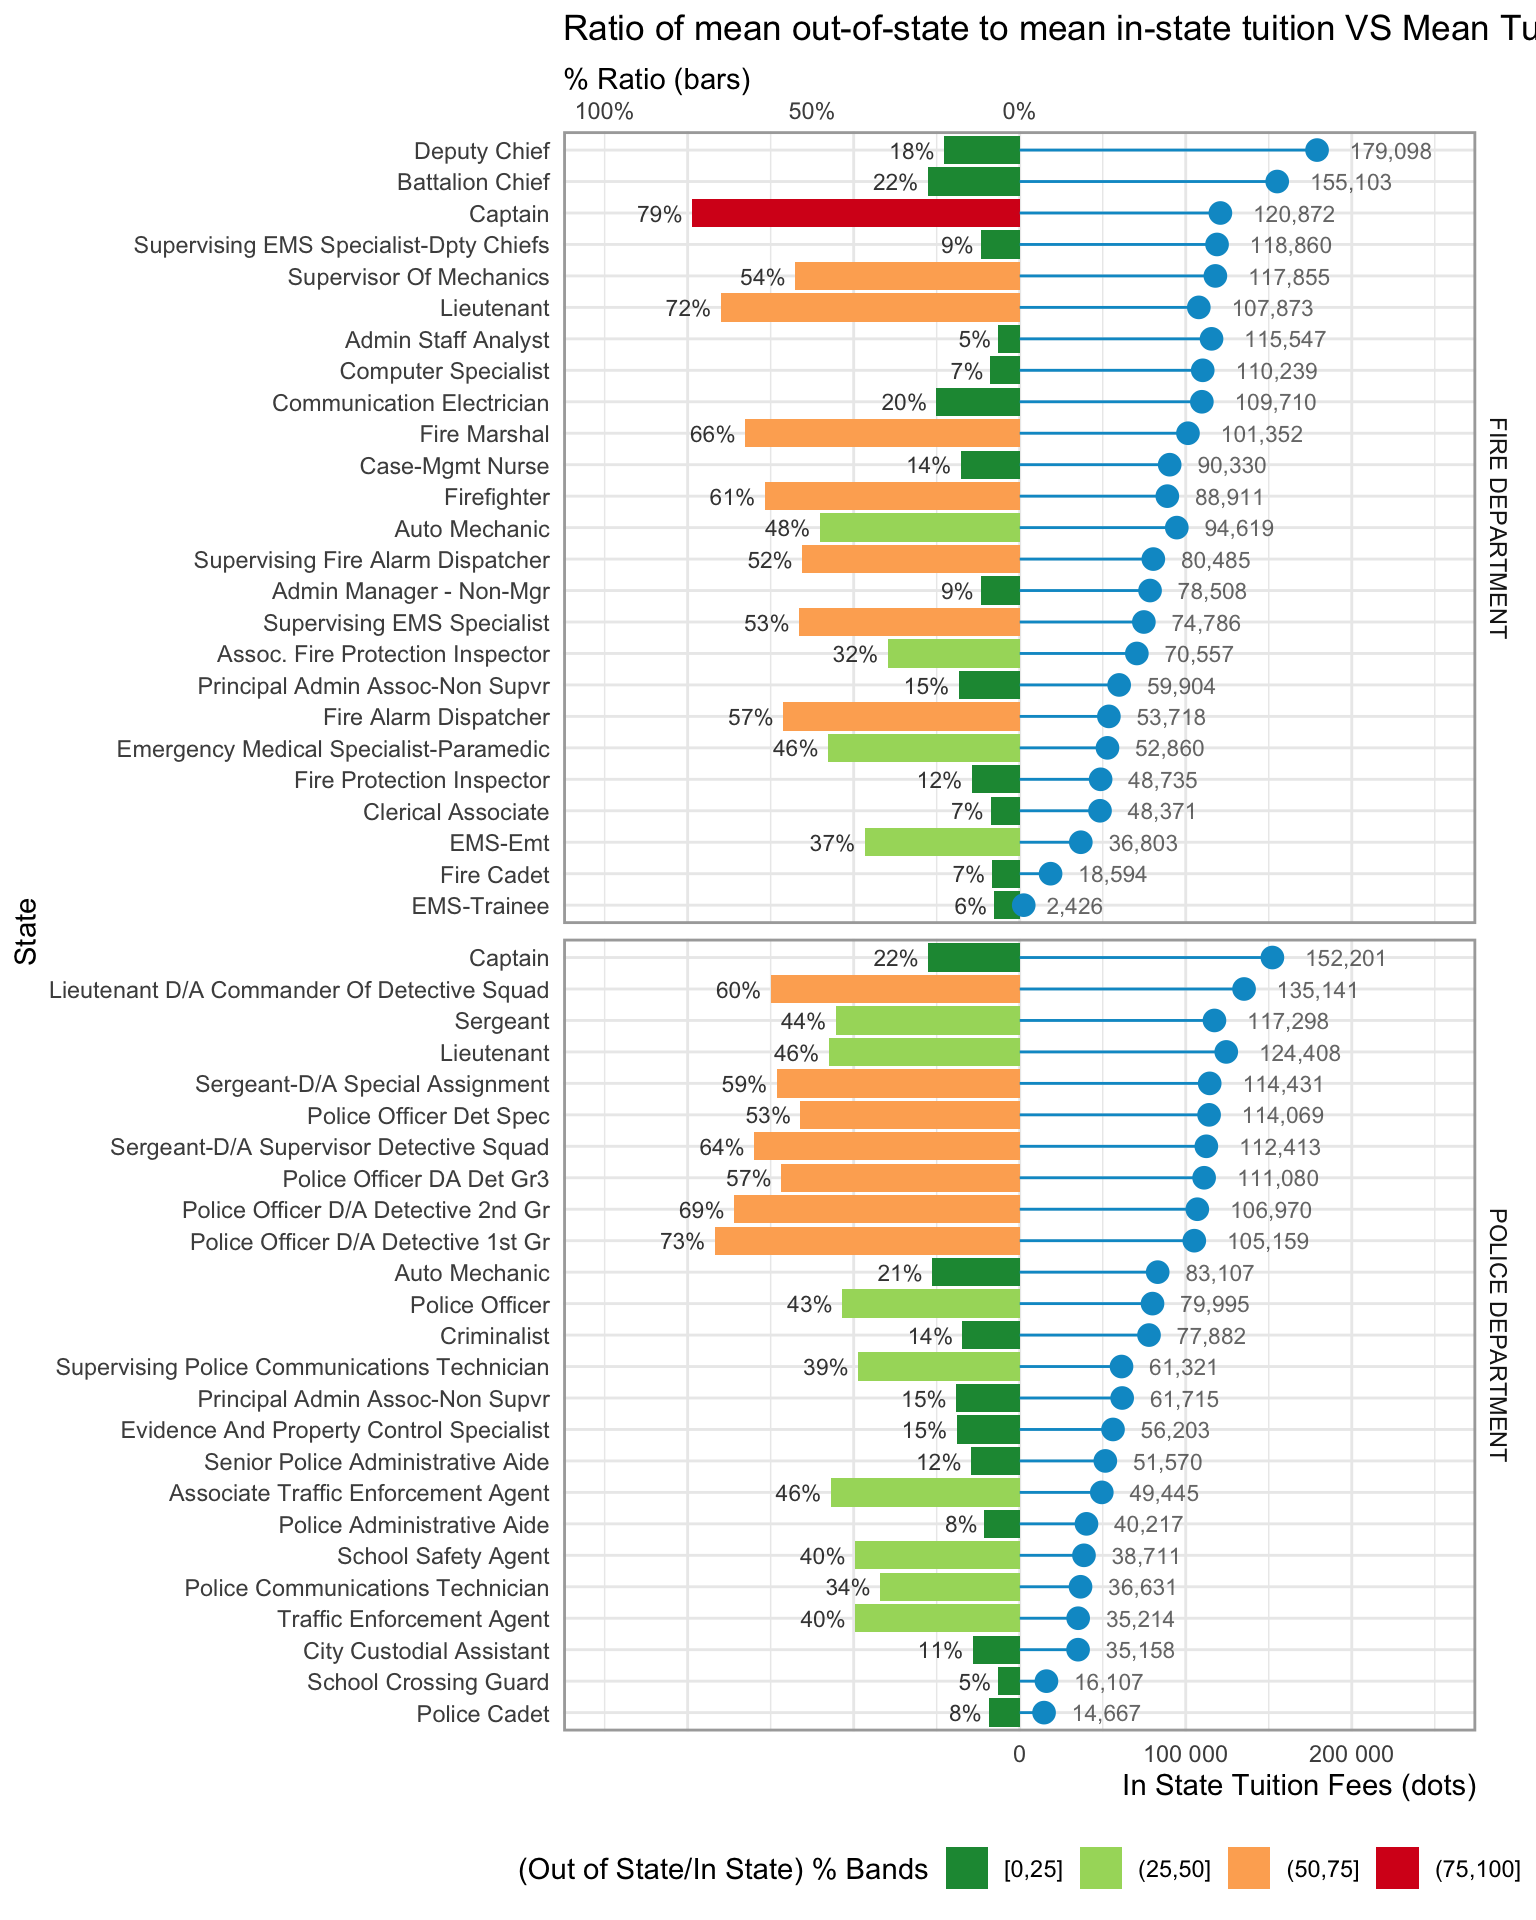 Ratio of mean out-of-state to mean in-state tuition VS Mean Tu
% Ratio (bars)
100% 50% 0%
Deputy Chief 18% 179,098
Battalion Chief 22% 155,103
Captain 79% 120,872
Supervising EMS Specialist-Dpty Chiefs 9% 118,860
Supervisor Of Mechanics 54% 117,855
Lieutenant 72% 107,873
Admin Staff Analyst 5% 115,547
Computer Specialist 7% 110,239
Communication Electrician 20% 109,710
Fire Marshal 66% 101,352
Case-Mgmt Nurse 14% 90,330
Firefighter 61% 88,911
Auto Mechanic 48% 94,619
Supervising Fire Alarm Dispatcher 52% 80,485
Admin Manager - Non-Mgr 9% 78,508
Supervising EMS Specialist 53% 74,786
Assoc. Fire Protection Inspector 32% 70,557
Principal Admin Assoc-Non Supvr 15% 59,904
Fire Alarm Dispatcher 57% 53,718
Emergency Medical Specialist-Paramedic 46% 52,860
Fire Protection Inspector 12% 48,735
Clerical Associate 7% 48,371
EMS-Emt 37% 36,803
Fire Cadet 7% 18,594
EMS-Trainee 6% 2,426
FIRE DEPARTMENT
State
Captain 22% 152,201
Lieutenant D/A Commander Of Detective Squad 60% 135,141
Sergeant 44% 117,298
Lieutenant 46% 124,408
Sergeant-D/A Special Assignment 59% 114,431
Police Officer Det Spec 53% 114,069
Sergeant-D/A Supervisor Detective Squad 64% 112,413
Police Officer DA Det Gr3 57% 111,080
Police Officer D/A Detective 2nd Gr 69% 106,970
Police Officer D/A Detective 1st Gr 73% 105,159
Auto Mechanic 21% 83,107
Police Officer 43% 79,995
Criminalist 14% 77,882
Supervising Police Communications Technician 39% 61,321
Principal Admin Assoc-Non Supvr 15% 61,715
Evidence And Property Control Specialist 15% 56,203
Senior Police Administrative Aide 12% 51,570
Associate Traffic Enforcement Agent 46% 49,445
Police Administrative Aide 8% 40,217
School Safety Agent 40% 38,711
Police Communications Technician 34% 36,631
Traffic Enforcement Agent 40% 35,214
City Custodial Assistant 11% 35,158
School Crossing Guard 5% 16,107
Police Cadet 8% 14,667
POLICE DEPARTMENT
0 100 000 200 000
In State Tuition Fees (dots)
(Out of State/In State) % Bands [0,25] (25,50] (50,75] (75,100]